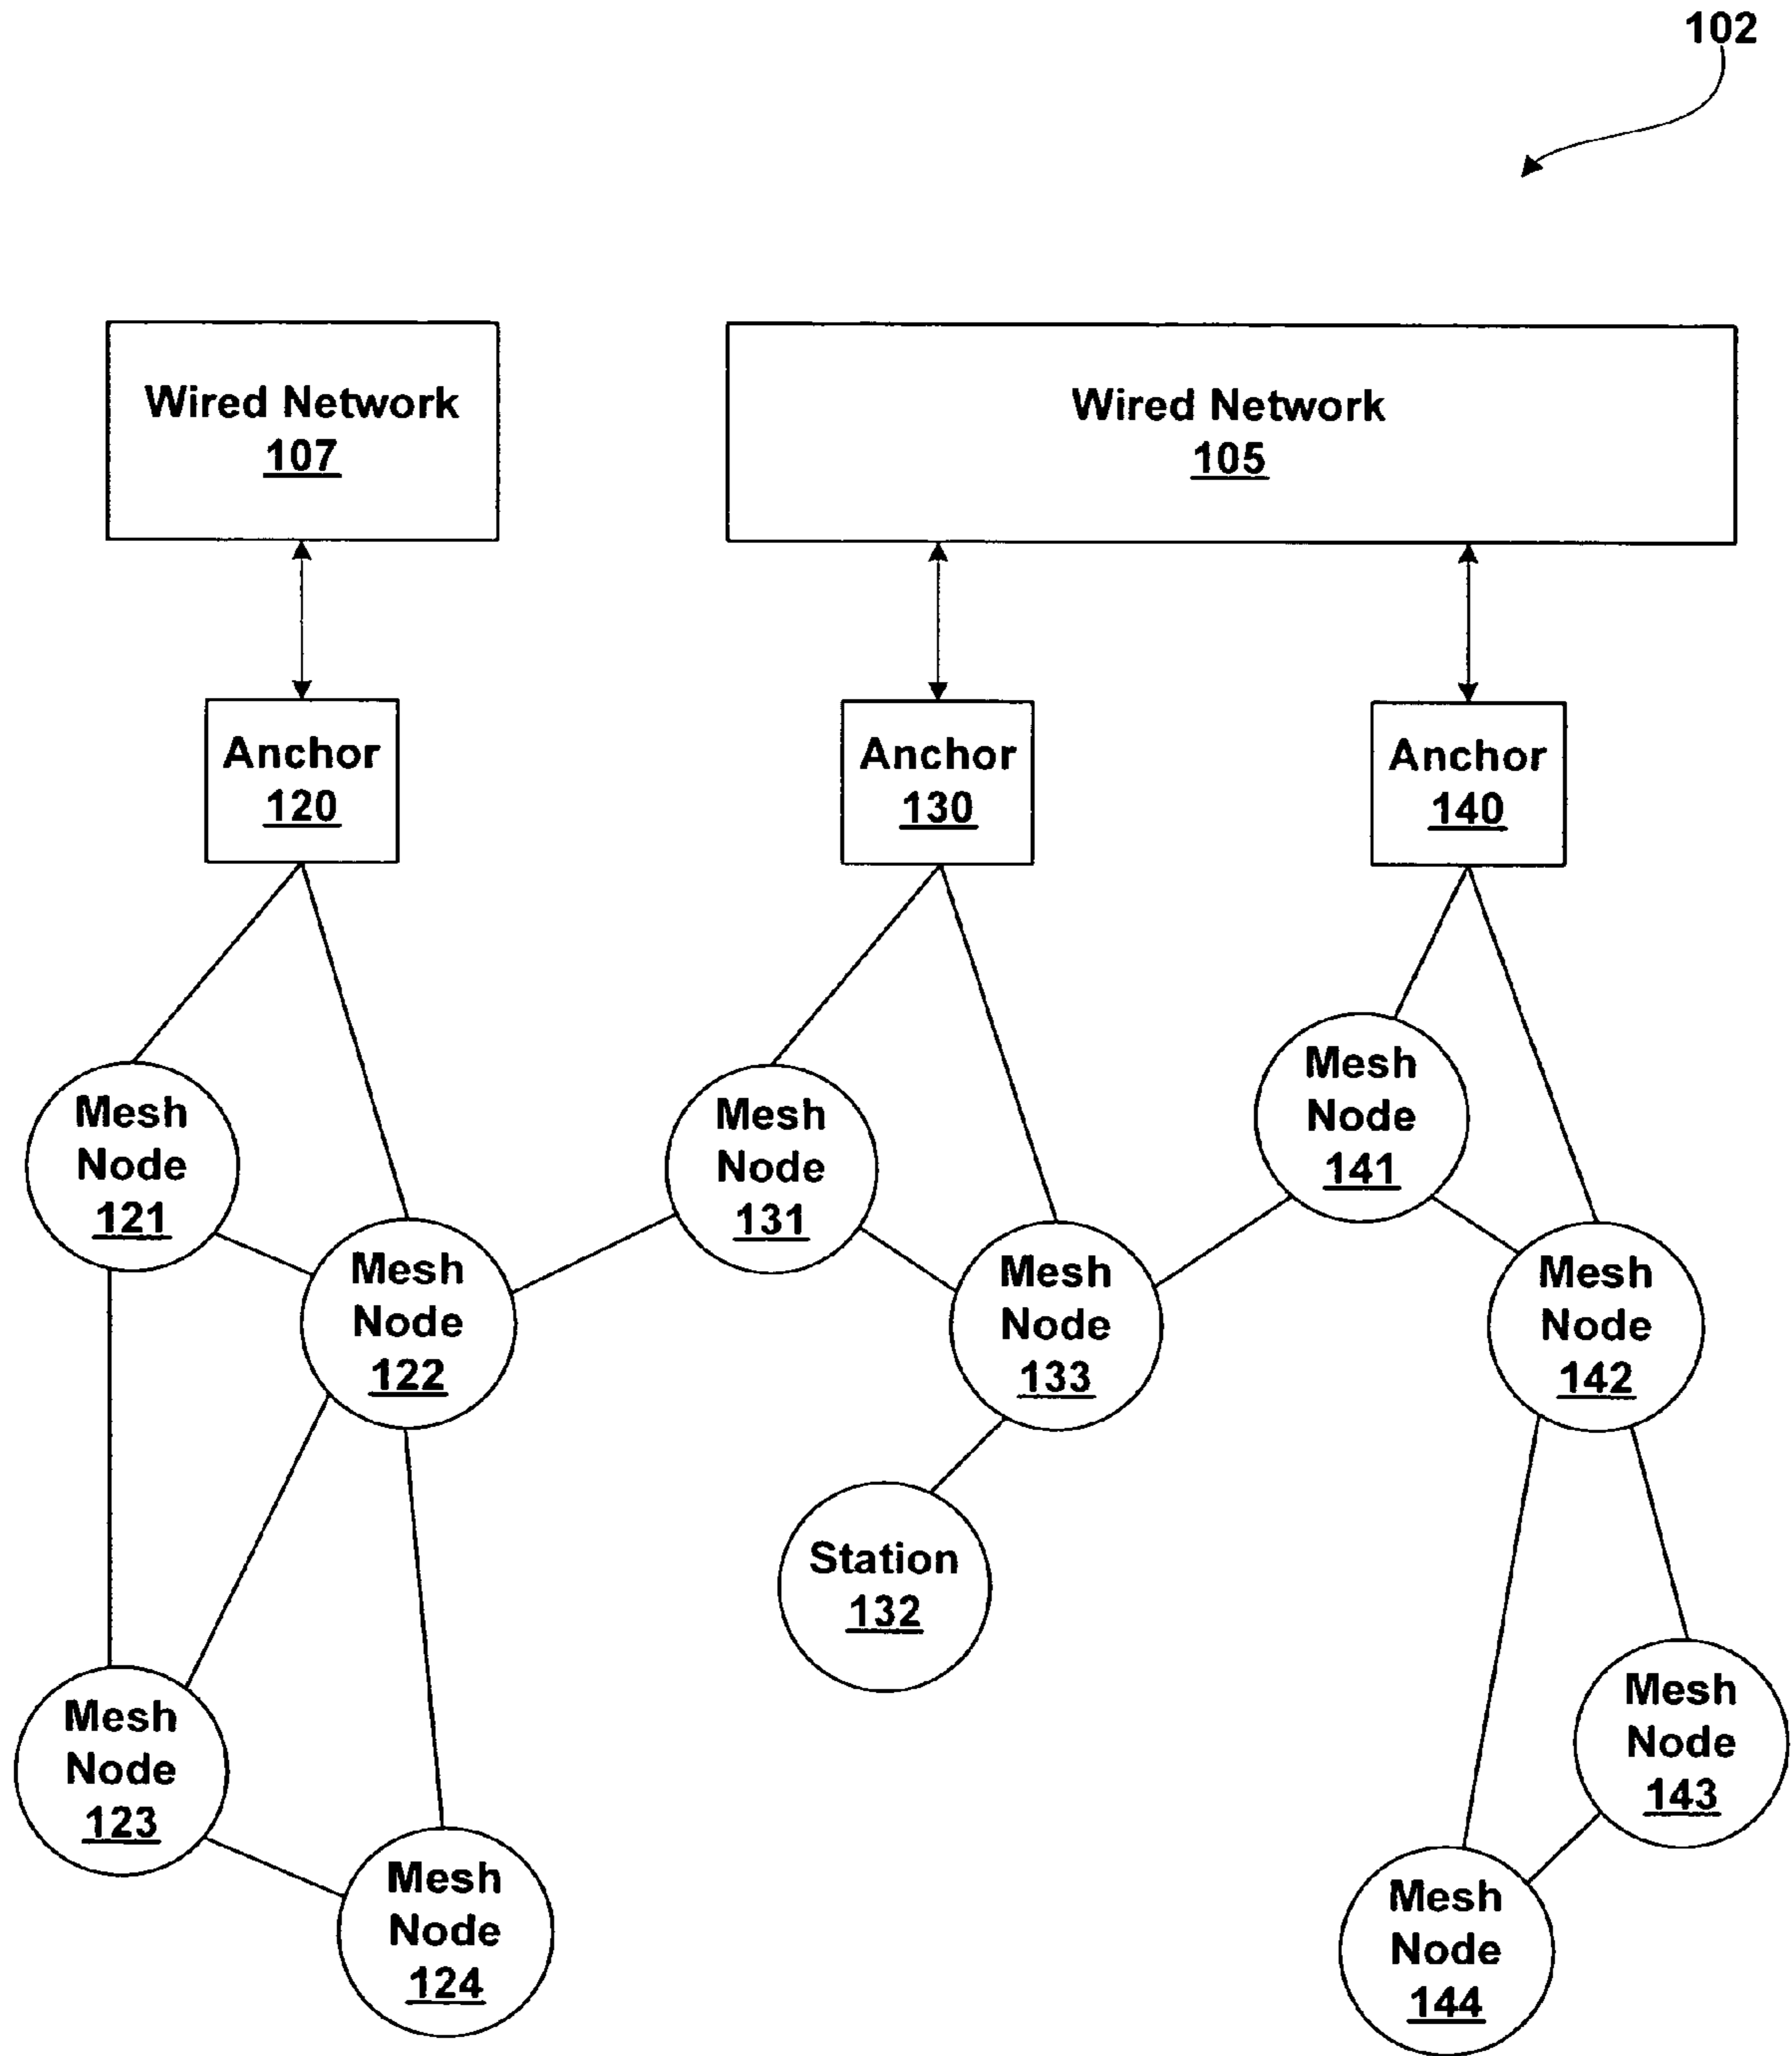 102
Wired Network
107
Wired Network
105
Anchor
120
Anchor
130
Anchor
140
Mesh
Node
121
Mesh
Node
122
Mesh
Node
131
Mesh
Node
133
Mesh
Node
141
Mesh
Node
142
Station
132
Mesh
Node
123
Mesh
Node
124
Mesh
Node
143
Mesh
Node
144